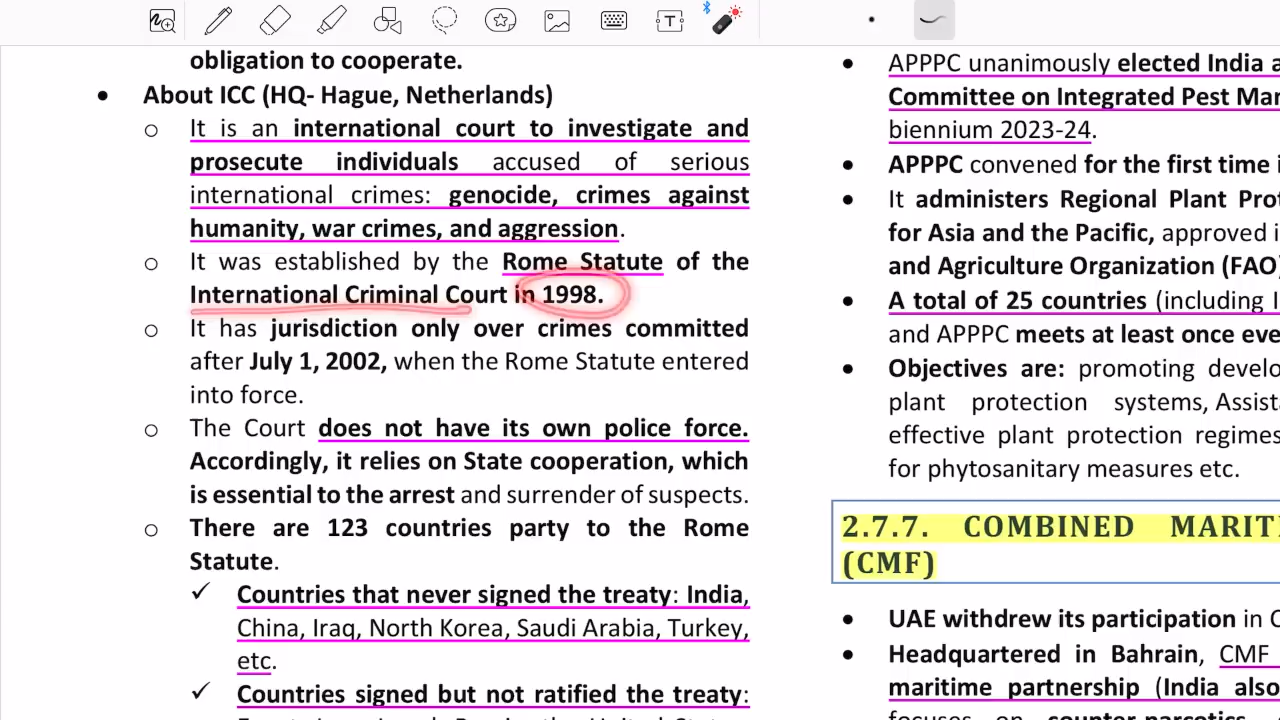 obligation to cooperate.
• About ICC (HQ- Hague, Netherlands)
o It is an international court to investigate and
prosecute individuals accused of serious
international crimes: genocide, crimes against
humanity, war crimes, and aggression.
o It was established by the Rome Statute of the
International Criminal Court in 1998.
o It has jurisdiction only over crimes committed
after July 1, 2002, when the Rome Statute entered
into force.
o The Court does not have its own police force.
Accordingly, it relies on State cooperation, which
is essential to the arrest and surrender of suspects.
o There are 123 countries party to the Rome
Statute.
✓ Countries that never signed the treaty: India,
China, Iraq, North Korea, Saudi Arabia, Turkey,
etc.
✓ Countries signed but not ratified the treaty:
• APPPC unanimously elected India a
Committee on Integrated Pest Mar
biennium 2023-24.
• APPPC convened for the first time i
• It administers Regional Plant Prot
for Asia and the Pacific, approved i
and Agriculture Organization (FAO)
• A total of 25 countries (including I
and APPPC meets at least once eve
• Objectives are: promoting develo
plant protection systems, Assista
effective plant protection regimes
for phytosanitary measures etc.
2.7.7. COMBINED MARITI
(CMF)
• UAE withdrew its participation in C
• Headquartered in Bahrain, CMF
maritime partnership (India also
focuses on counter-narcotics